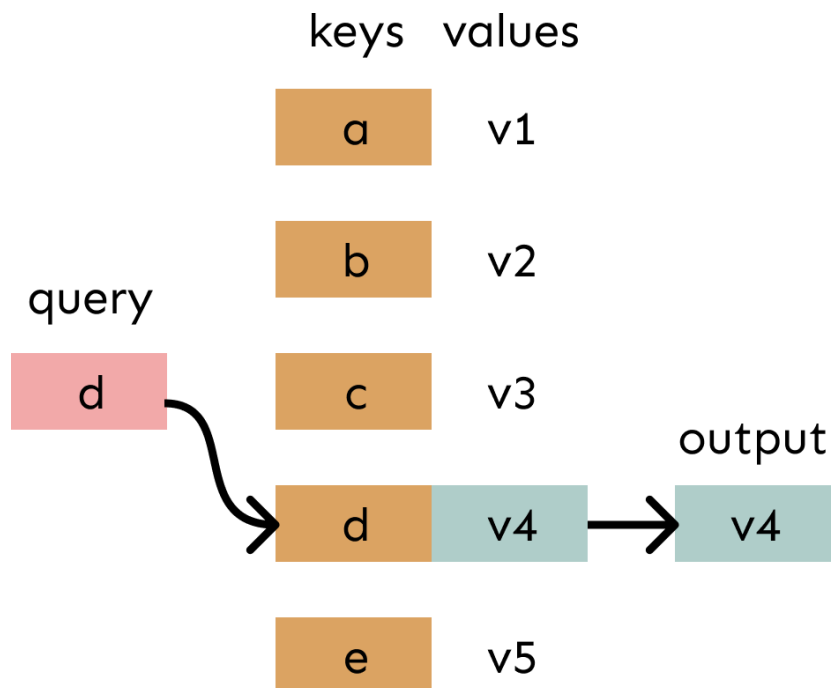 keys values
a v1
b v2
query
d
c v3
output
d v4
v4
e v5